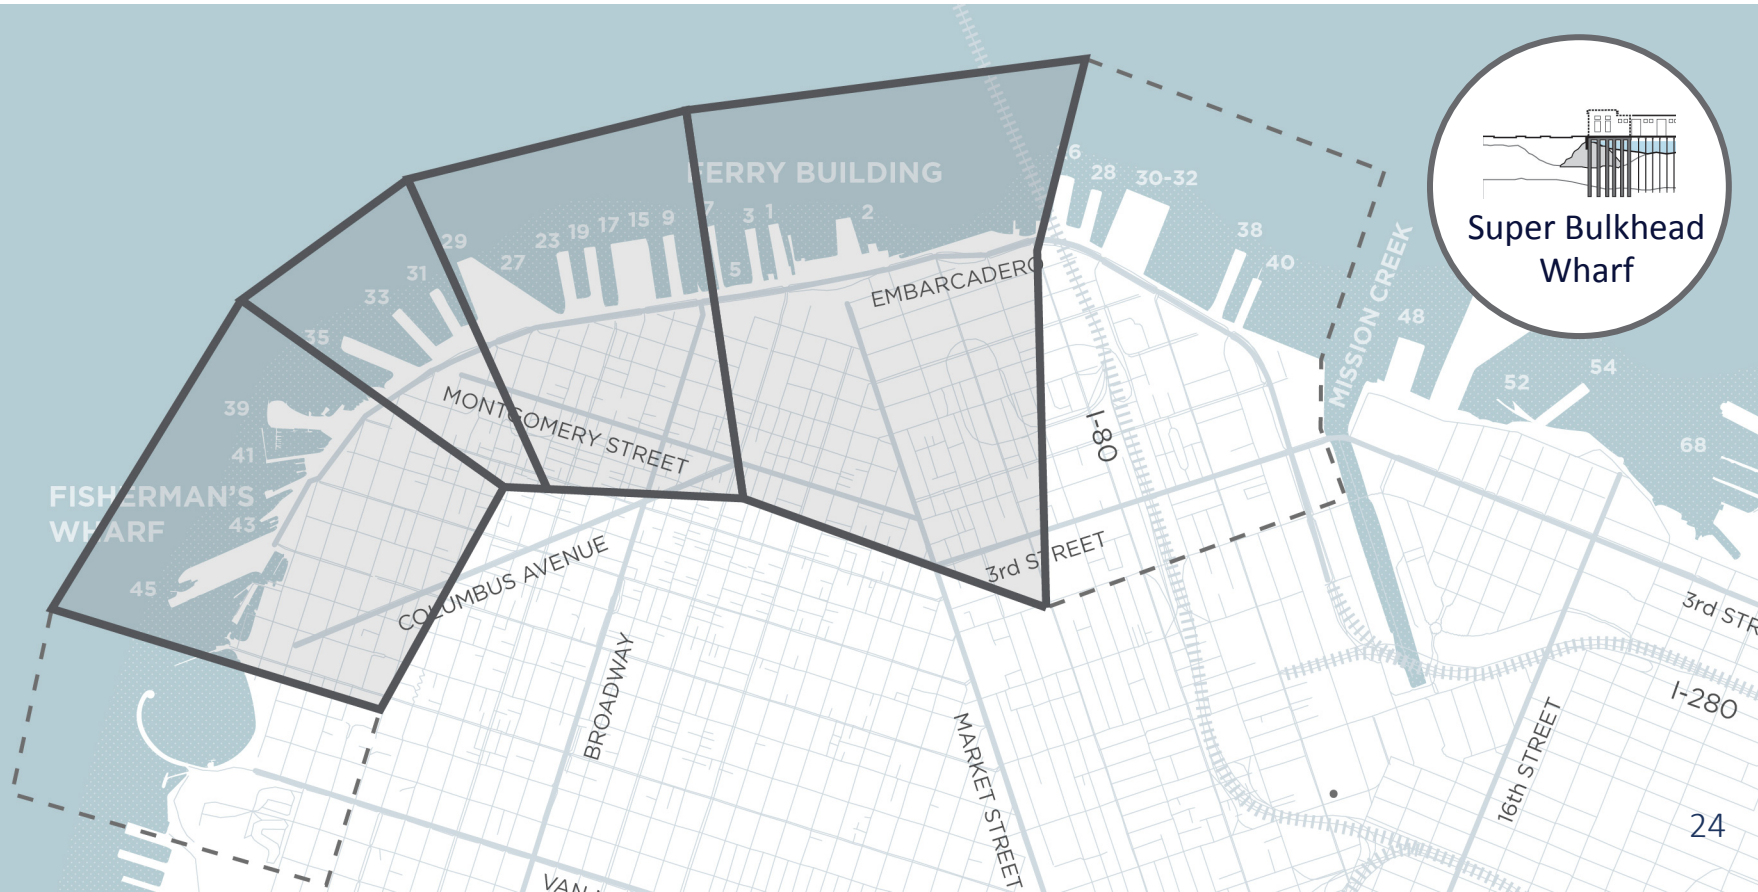 26
28
30-32
FERRY BUILDING
7
3
1
2
9
15
17
19
23
29
27
5
31
33
35
38
40
EMBARCADERO
MISSION CREEK
Super Bulkhead
Wharf
48
54
52
68
39
41
MONTGOMERY STREET
I-80
FISHERMAN'S
WHARF
43
45
COLUMBUS AVENUE
3rd STREET
BROADWAY
MARKET STREET
3rd STR
I-280
16th STREET
24